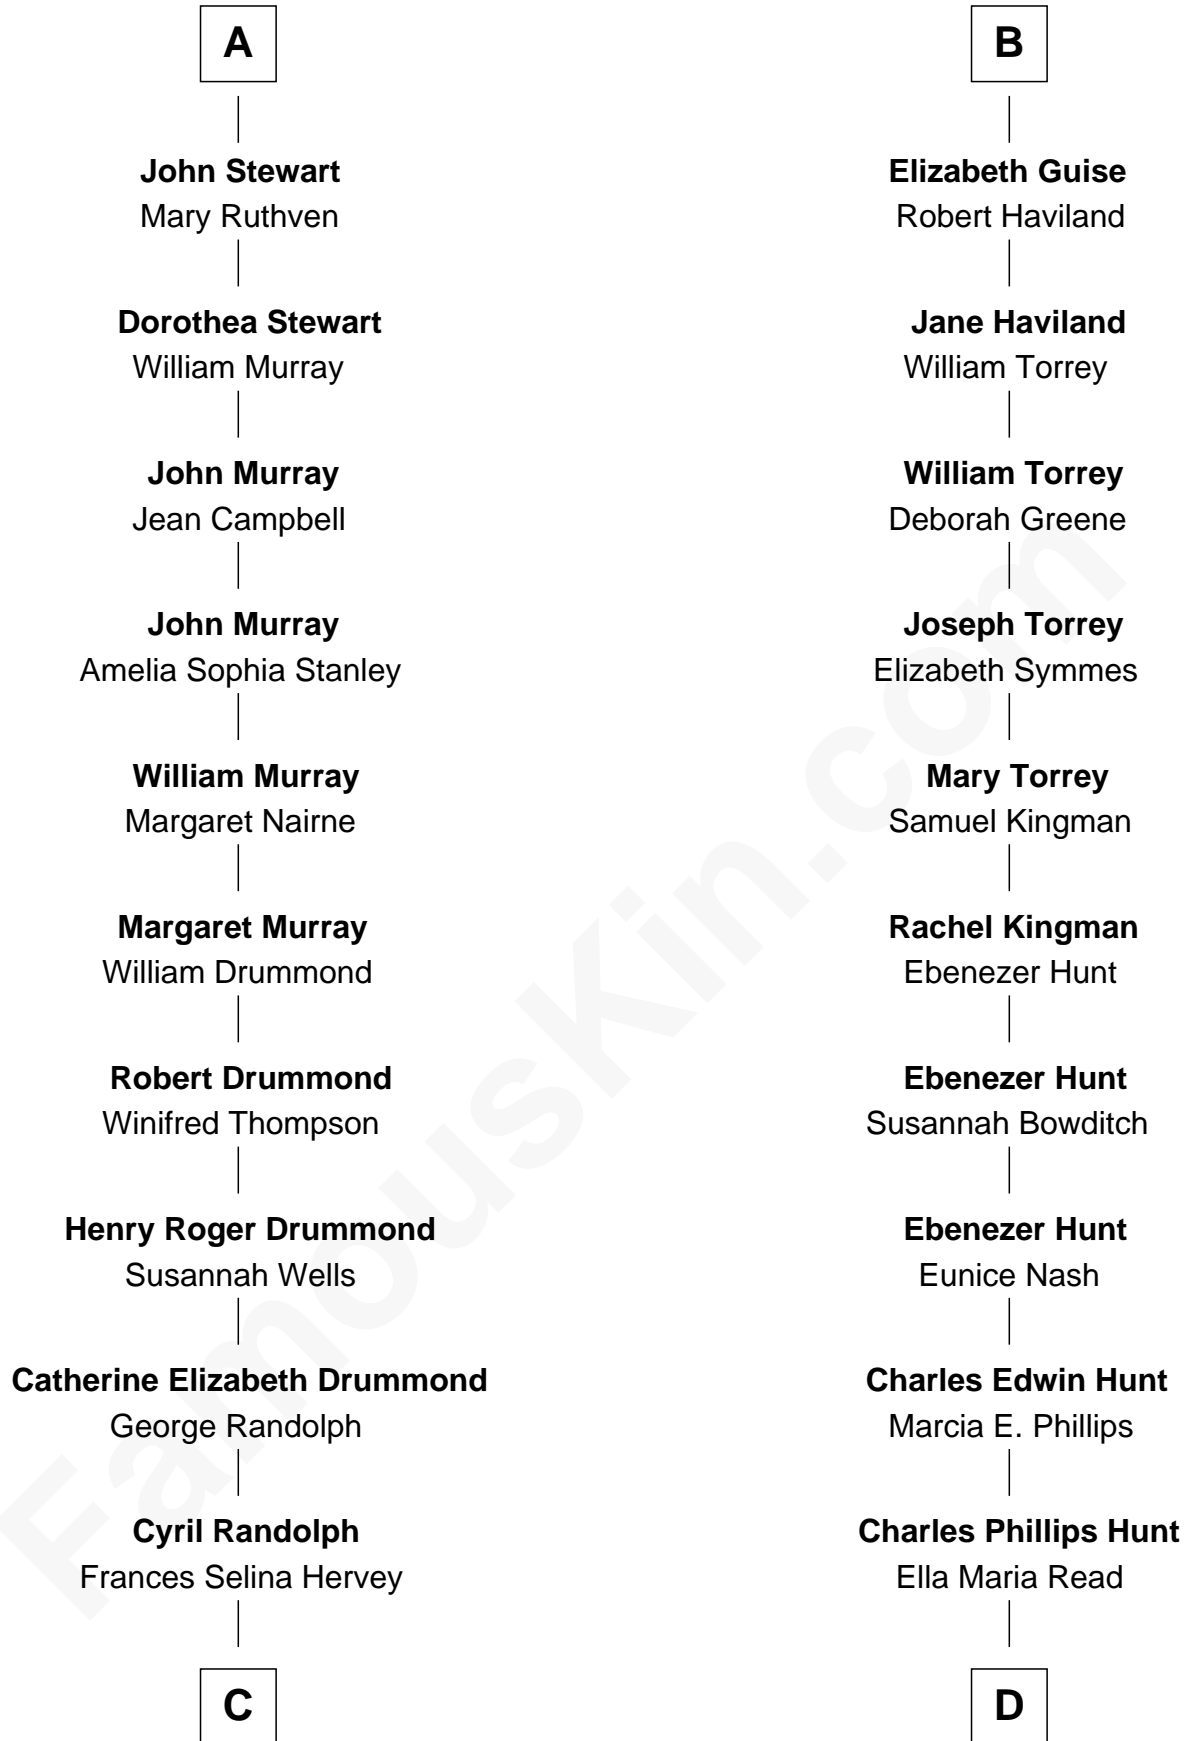 A
John Stewart
Mary Ruthven
Dorothea Stewart
William Murray
John Murray
Jean Campbell
John Murray
Amelia Sophia Stanley
William Murray
Margaret Nairne
Margaret Murray
William Drummond
Robert Drummond
Winifred Thompson
Henry Roger Drummond
Susannah Wells
Catherine Elizabeth Drummond
George Randolph
Cyril Randolph
Frances Selina Hervey
C
B
Elizabeth Guise
Robert Haviland
Jane Haviland
William Torrey
William Torrey
Deborah Greene
Joseph Torrey
Elizabeth Symmes
Mary Torrey
Samuel Kingman
Rachel Kingman
Ebenezer Hunt
Ebenezer Hunt
Susannah Bowditch
Ebenezer Hunt
Eunice Nash
Charles Edwin Hunt
Marcia E. Phillips
Charles Phillips Hunt
Ella Maria Read
D
FamousKin.com